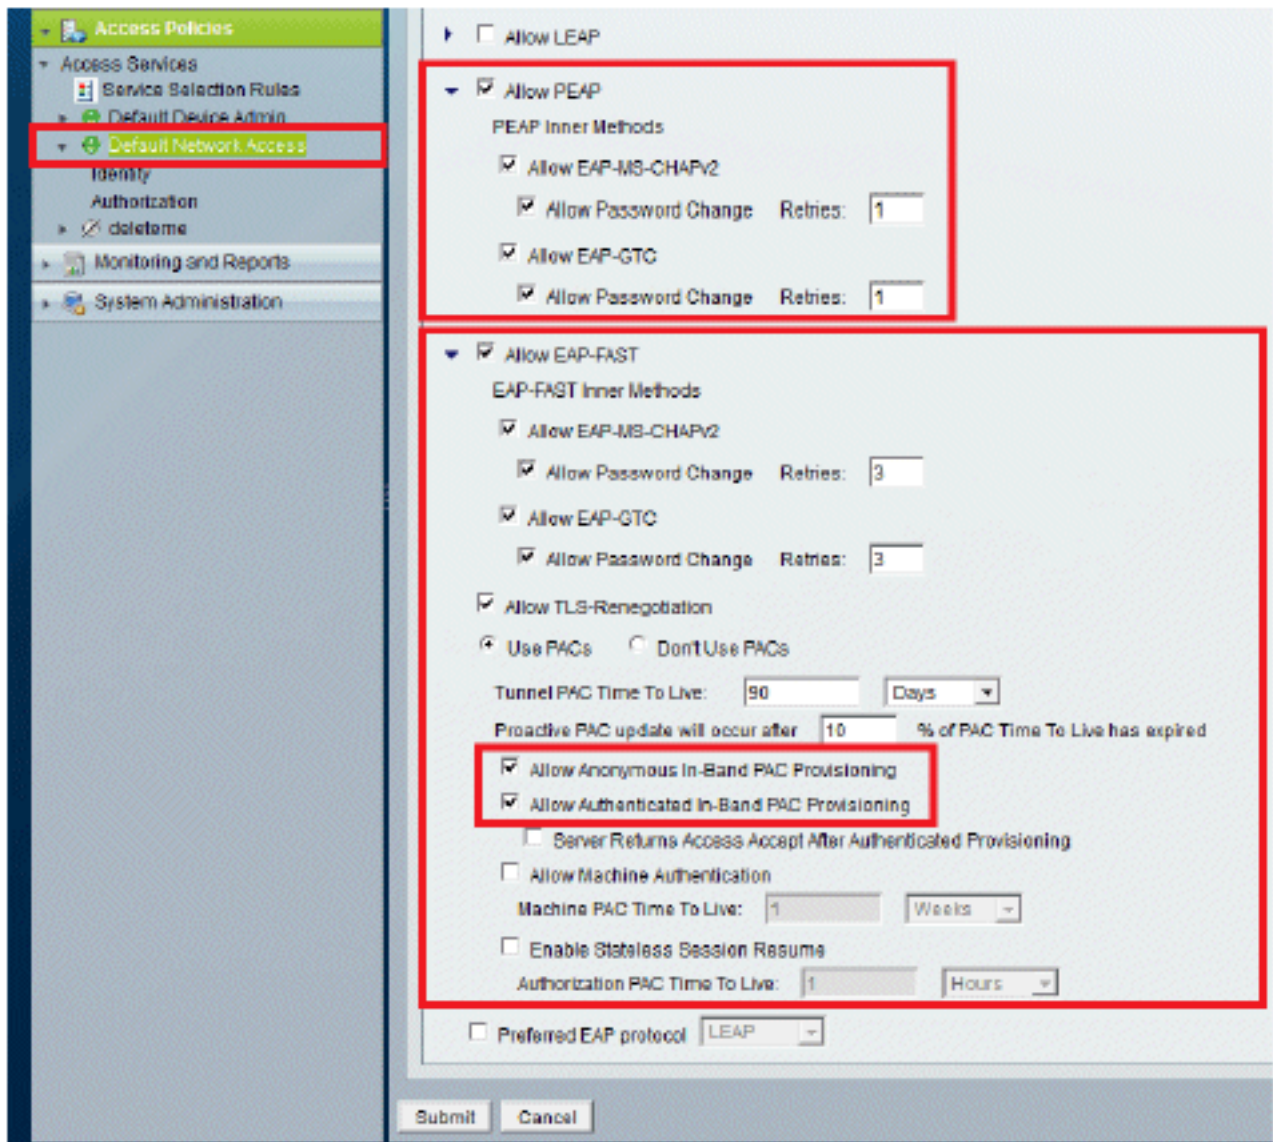 Access Policies
Access Services
Service Selection Rules
Default Device Admin
Default Network Access
Identity
Authorization
deleteme
Monitoring and Reports
System Administration
Allow LEAP
Allow PEAP
PEAP Inner Methods
Allow EAP-MS-CHAPv2
Allow Password Change Retries: 1
Allow EAP-GTC
Allow Password Change Retries: 1
Allow EAP-FAST
EAP-FAST Inner Methods
Allow EAP-MS-CHAPv2
Allow Password Change Retries: 3
Allow EAP-GTC
Allow Password Change Retries: 3
Allow TLS-Renegotiation
Use PACs Don't Use PACs
Tunnel PAC Time To Live: 90 Days
Proactive PAC update will occur after 10 % of PAC Time To Live has expired
Allow Anonymous In-Band PAC Provisioning
Allow Authenticated In-Band PAC Provisioning
Server Returns Access Accept After Authenticated Provisioning
Allow Machine Authentication
Machine PAC Time To Live: 1 Weeks
Enable Stateless Session Resume
Authorization PAC Time To Live: 1 Hours
Preferred EAP protocol LEAP
Submit Cancel